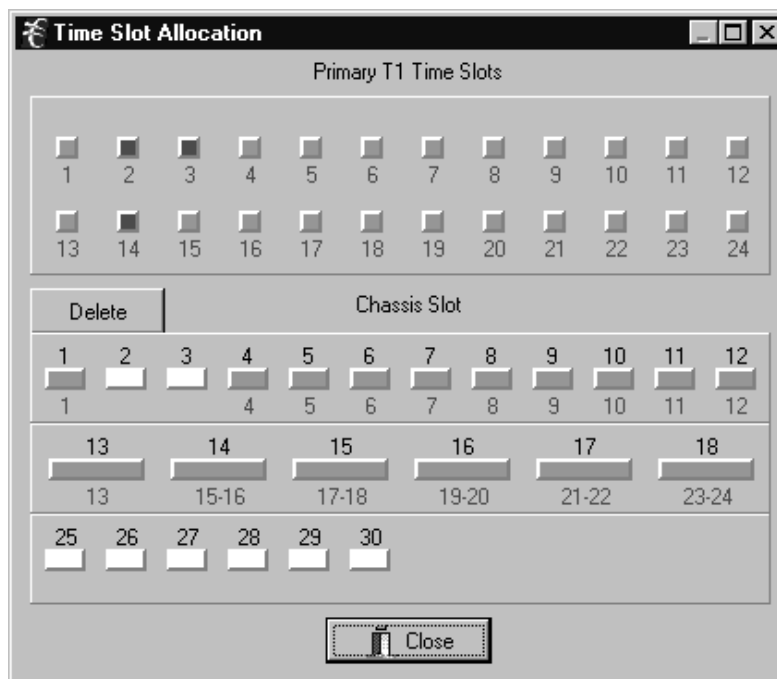 Time Slot Allocation
Primary T1 Time Slots
1 2 3 4 5 6 7 8 9 10 11 12
13 14 15 16 17 18 19 20 21 22 23 24
Delete
Chassis Slot
1 2 3 4 5 6 7 8 9 10 11 12
1 4 5 6 7 8 9 10 11 12
13 14 15 16 17 18
13 15-16 17-18 19-20 21-22 23-24
25 26 27 28 29 30
Close